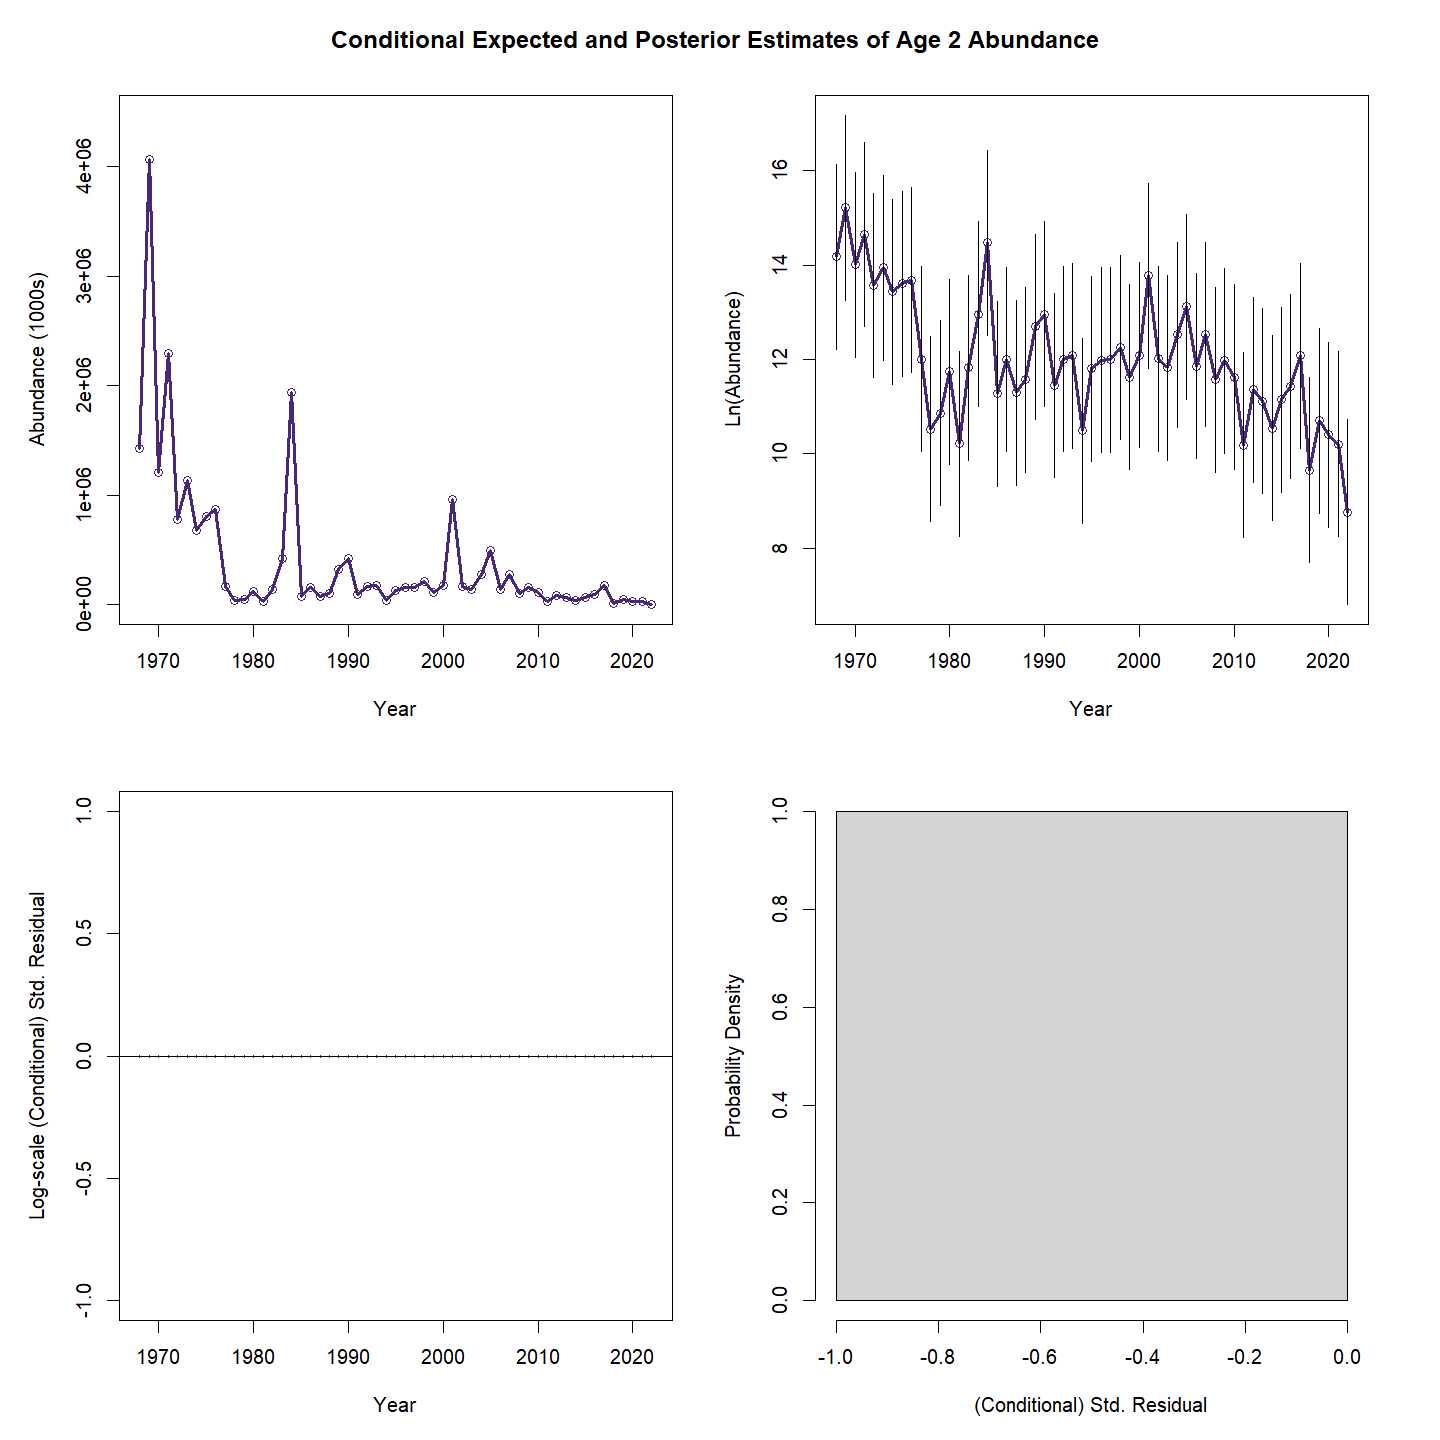 Conditional Expected and Posterior Estimates of Age 2 Abundance
Abundance (1000s)
0e+00 1e+06 2e+06 3e+06 4e+06
1970 1980 1990 2000 2010 2020
Year
Ln(Abundance)
8 10 12 14 16
1970 1980 1990 2000 2010 2020
Year
Log-scale (Conditional) Std. Residual
-1.0 -0.5 0.0 0.5 1.0
1970 1980 1990 2000 2010 2020
Year
Probability Density
0.0 0.2 0.4 0.6 0.8 1.0
-1.0 -0.8 -0.6 -0.4 -0.2 0.0
(Conditional) Std. Residual